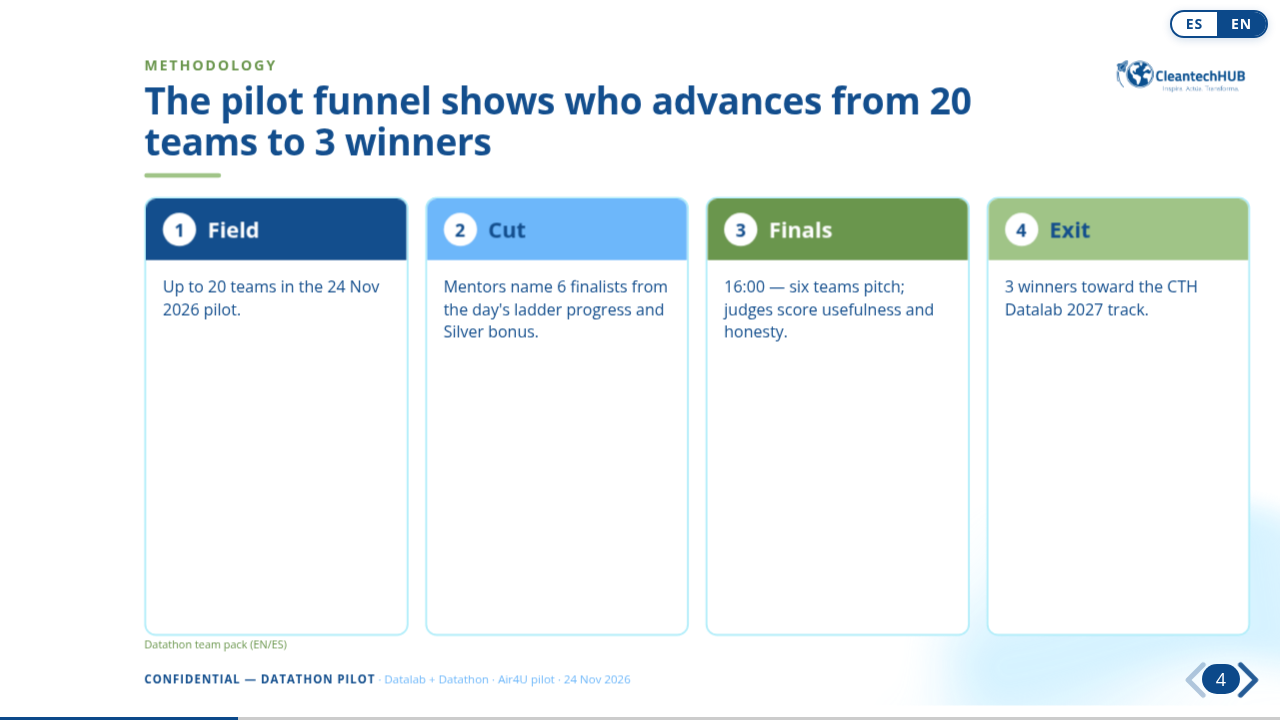 ES EN
METHODOLOGY
The pilot funnel shows who advances from 20
teams to 3 winners
CleantechHUB
Inspira. Actúa. Transforma.
1 Field
Up to 20 teams in the 24 Nov
2026 pilot.
2 Cut
Mentors name 6 finalists from
the day's ladder progress and
Silver bonus.
3 Finals
16:00 — six teams pitch;
judges score usefulness and
honesty.
4 Exit
3 winners toward the CTH
Datalab 2027 track.
Datathon team pack (EN/ES)
CONFIDENTIAL — DATATHON PILOT · Datalab + Datathon · Air4U pilot · 24 Nov 2026
4